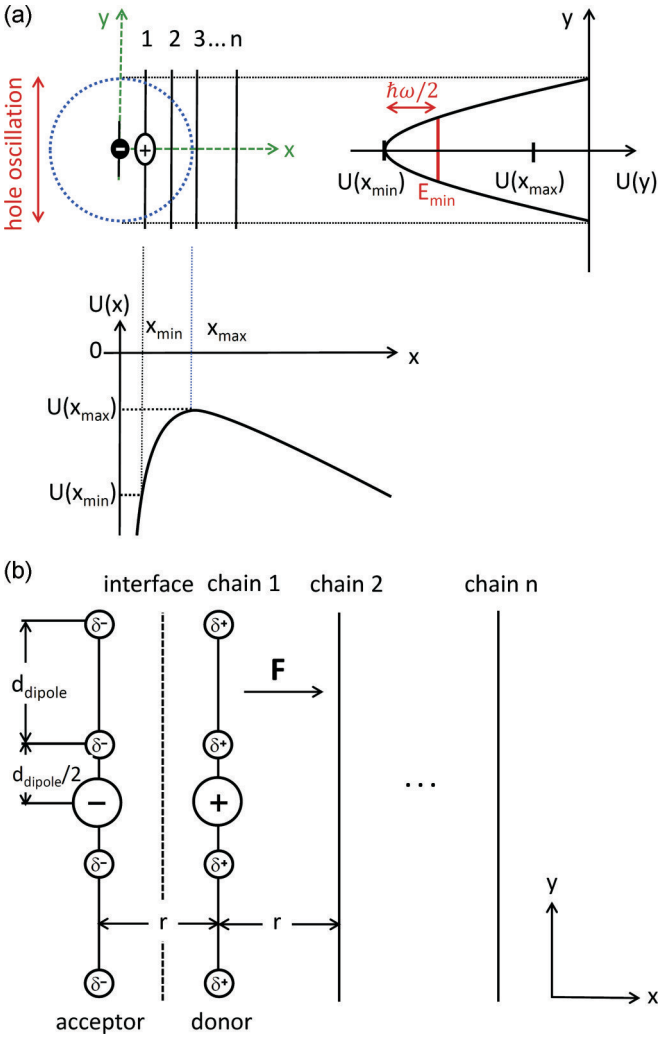 (a)
y
1 2 3... n
y
hole oscillation
ħω/2
x
U(x_min)
E_min
U(x_max)
U(y)
U(x)
x_min
x_max
0
x
U(x_max)
U(x_min)
(b)
interface chain 1 chain 2 chain n
δ- δ+
F
d_dipole
δ- δ+
d_dipole/2
- +
...
δ- δ+
y
r r
δ- δ+
x
acceptor donor